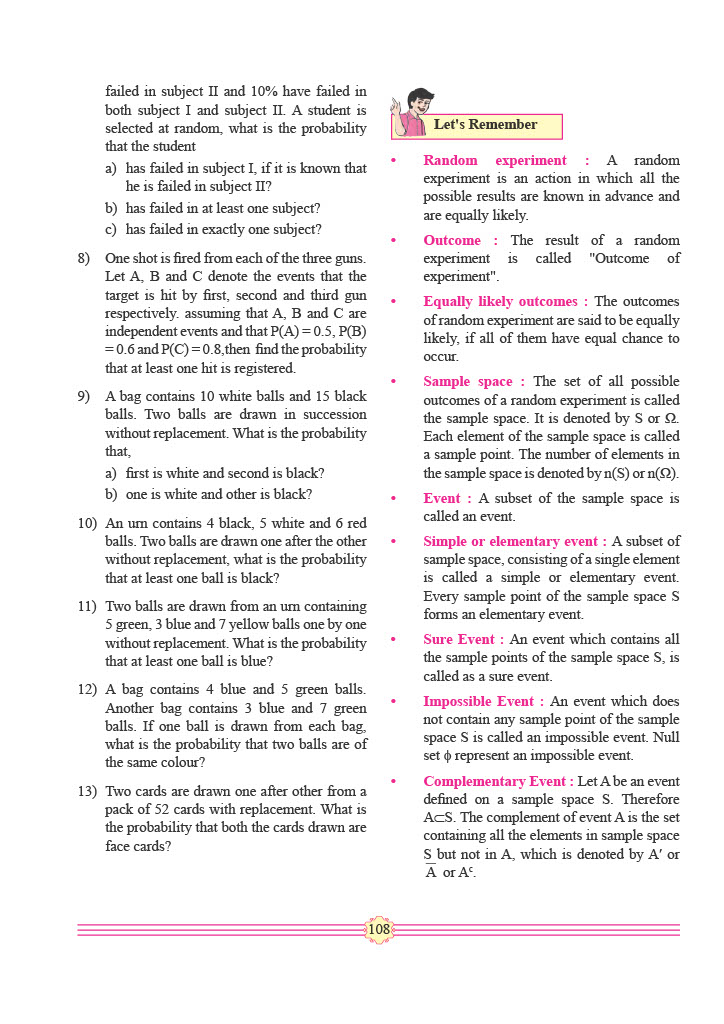 failed in subject II and 10% have failed in
both subject I and subject II. A student is
selected at random, what is the probability
that the student
a) has failed in subject I, if it is known that
he is failed in subject II?
b) has failed in at least one subject?
c) has failed in exactly one subject?
8) One shot is fired from each of the three guns.
Let A, B and C denote the events that the
target is hit by first, second and third gun
respectively. assuming that A, B and C are
independent events and that P(A) = 0.5, P(B)
= 0.6 and P(C) = 0.8,then find the probability
that at least one hit is registered.
9) A bag contains 10 white balls and 15 black
balls. Two balls are drawn in succession
without replacement. What is the probability
that,
a) first is white and second is black?
b) one is white and other is black?
10) An urn contains 4 black, 5 white and 6 red
balls. Two balls are drawn one after the other
without replacement, what is the probability
that at least one ball is black?
11) Two balls are drawn from an urn containing
5 green, 3 blue and 7 yellow balls one by one
without replacement. What is the probability
that at least one ball is blue?
12) A bag contains 4 blue and 5 green balls.
Another bag contains 3 blue and 7 green
balls. If one ball is drawn from each bag,
what is the probability that two balls are of
the same colour?
13) Two cards are drawn one after other from a
pack of 52 cards with replacement. What is
the probability that both the cards drawn are
face cards?
Let's Remember
• Random experiment : A random
experiment is an action in which all the
possible results are known in advance and
are equally likely.
• Outcome : The result of a random
experiment is called "Outcome of
experiment".
• Equally likely outcomes : The outcomes
of random experiment are said to be equally
likely, if all of them have equal chance to
occur.
• Sample space : The set of all possible
outcomes of a random experiment is called
the sample space. It is denoted by S or Ω.
Each element of the sample space is called
a sample point. The number of elements in
the sample space is denoted by n(S) or n(Ω).
• Event : A subset of the sample space is
called an event.
• Simple or elementary event : A subset of
sample space, consisting of a single element
is called a simple or elementary event.
Every sample point of the sample space S
forms an elementary event.
• Sure Event : An event which contains all
the sample points of the sample space S, is
called as a sure event.
• Impossible Event : An event which does
not contain any sample point of the sample
space S is called an impossible event. Null
set ϕ represent an impossible event.
• Complementary Event : Let A be an event
defined on a sample space S. Therefore
A⊂S. The complement of event A is the set
containing all the elements in sample space
S but not in A, which is denoted by A′ or
A̅ or Aᶜ.
108